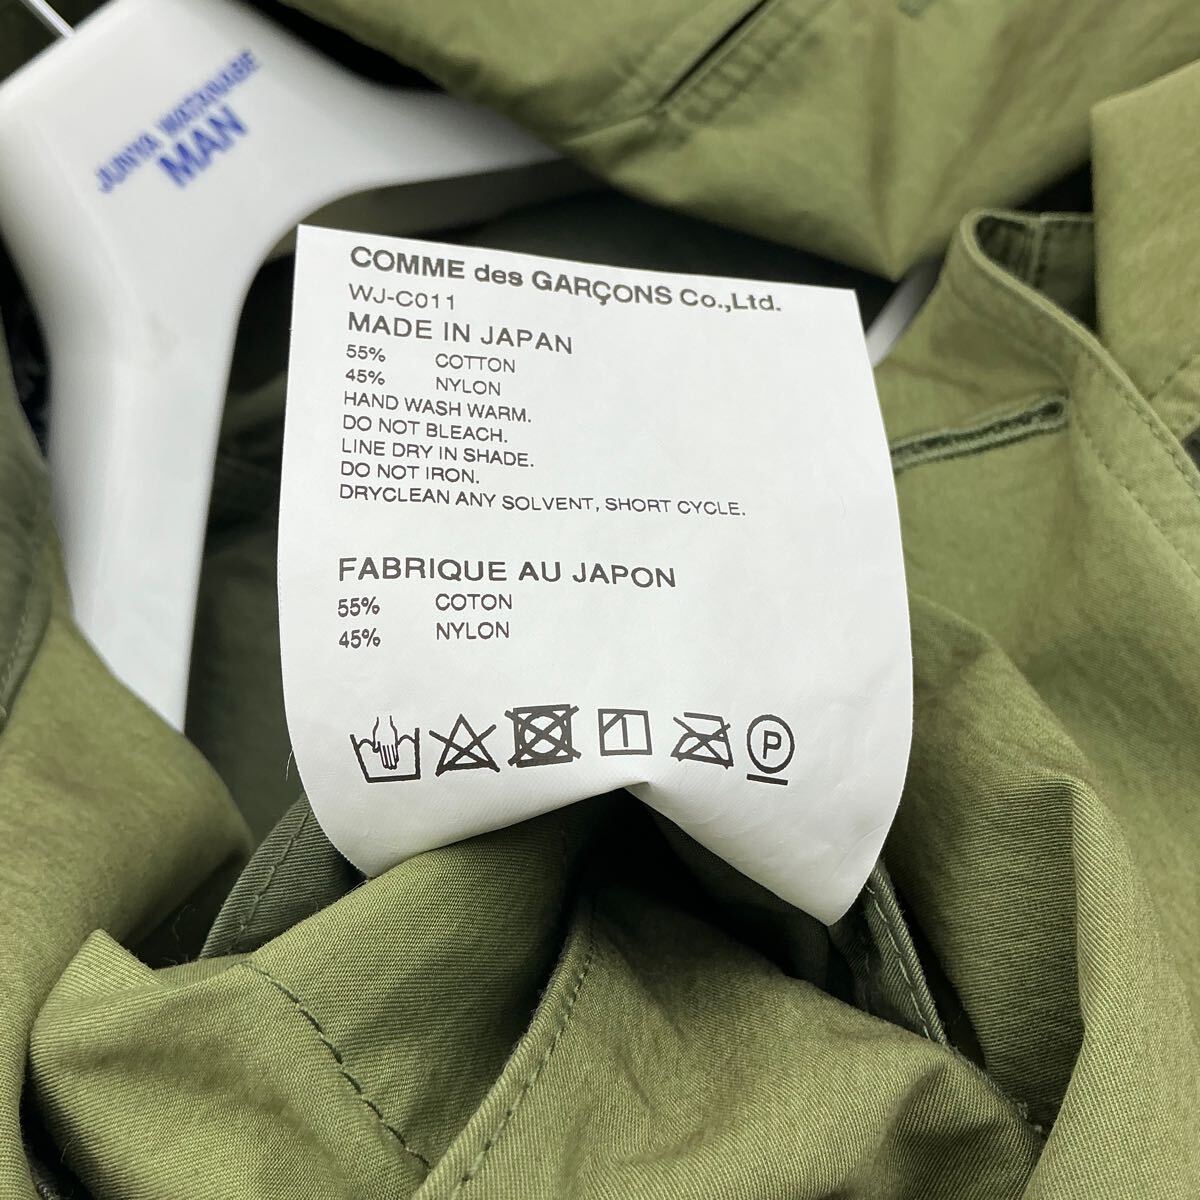 JUNYA WATANABE
MAN
COMME des GARÇONS Co.,Ltd.
WJ-C011
MADE IN JAPAN
55% COTTON
45% NYLON
HAND WASH WARM.
DO NOT BLEACH.
LINE DRY IN SHADE.
DO NOT IRON.
DRYCLEAN ANY SOLVENT, SHORT CYCLE.
FABRIQUE AU JAPON
55% COTON
45% NYLON
P